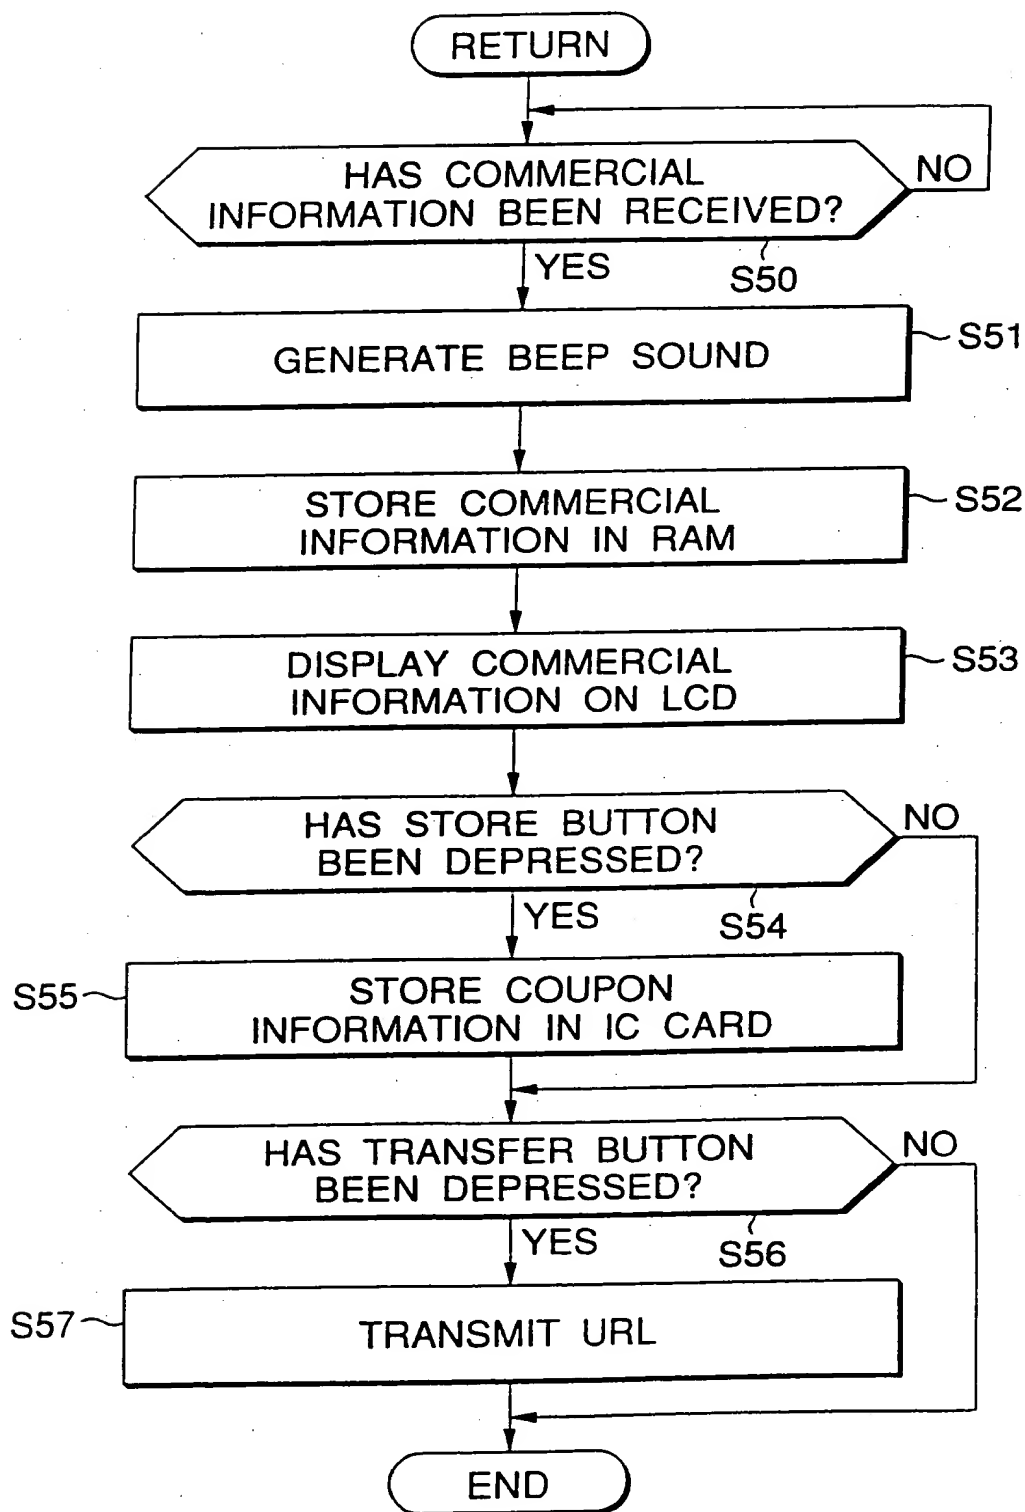 RETURN
HAS COMMERCIAL
INFORMATION BEEN RECEIVED?
NO
YES
S50
GENERATE BEEP SOUND
S51
STORE COMMERCIAL
INFORMATION IN RAM
S52
DISPLAY COMMERCIAL
INFORMATION ON LCD
S53
HAS STORE BUTTON
BEEN DEPRESSED?
NO
YES
S54
S55
STORE COUPON
INFORMATION IN IC CARD
HAS TRANSFER BUTTON
BEEN DEPRESSED?
NO
YES
S56
S57
TRANSMIT URL
END